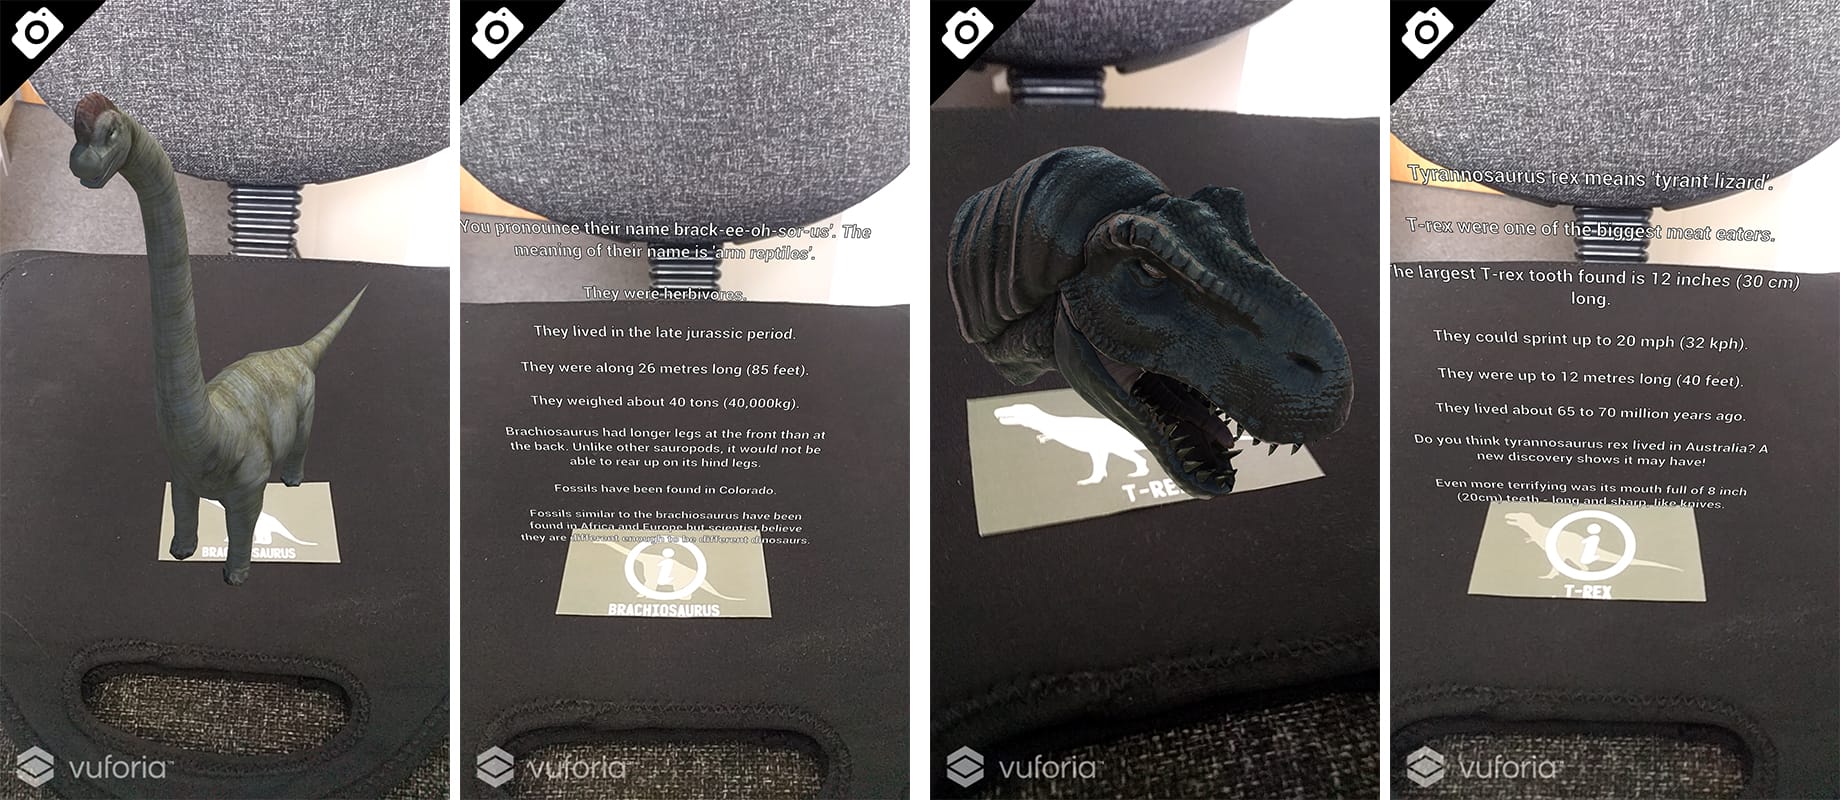 BRACHIOSAURUS
vuforia™
You pronounce their name brack-ee-oh-sor-us'. The
meaning of their name is 'arm reptiles'.
They were herbivores.
They lived in the late jurassic period.
They were along 26 metres long (85 feet).
They weighed about 40 tons (40,000kg).
Brachiosaurus had longer legs at the front than at
the back. Unlike other sauropods, it would not be
able to rear up on its hind legs.
Fossils have been found in Colorado.
Fossils similar to the brachiosaurus have been
found in Africa and Europe but scientist believe
they are different enough to be different dinosaurs.
i
BRACHIOSAURUS
vuforia™
T-REX
vuforia™
Tyrannosaurus rex means 'tyrant lizard'.
T-rex were one of the biggest meat eaters.
The largest T-rex tooth found is 12 inches (30 cm)
long.
They could sprint up to 20 mph (32 kph).
They were up to 12 metres long (40 feet).
They lived about 65 to 70 million years ago.
Do you think tyrannosaurus rex lived in Australia? A
new discovery shows it may have!
Even more terrifying was its mouth full of 8 inch
(20cm) teeth - long and sharp, like knives.
i
T-REX
vuforia™